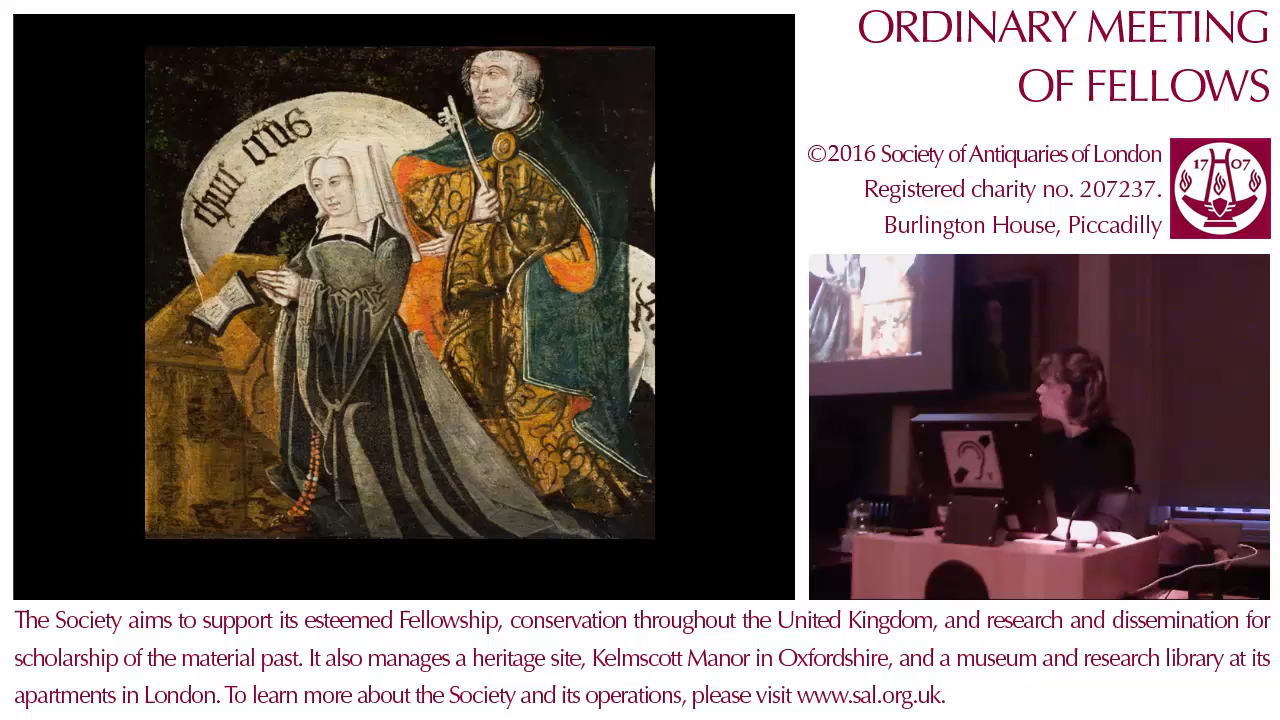 ORDINARY MEETING
OF FELLOWS
©2016 Society of Antiquaries of London
Registered charity no. 207237.
Burlington House, Piccadilly
17 07
The Society aims to support its esteemed Fellowship, conservation throughout the United Kingdom, and research and dissemination for
scholarship of the material past. It also manages a heritage site, Kelmscott Manor in Oxfordshire, and a museum and research library at its
apartments in London. To learn more about the Society and its operations, please visit www.sal.org.uk.